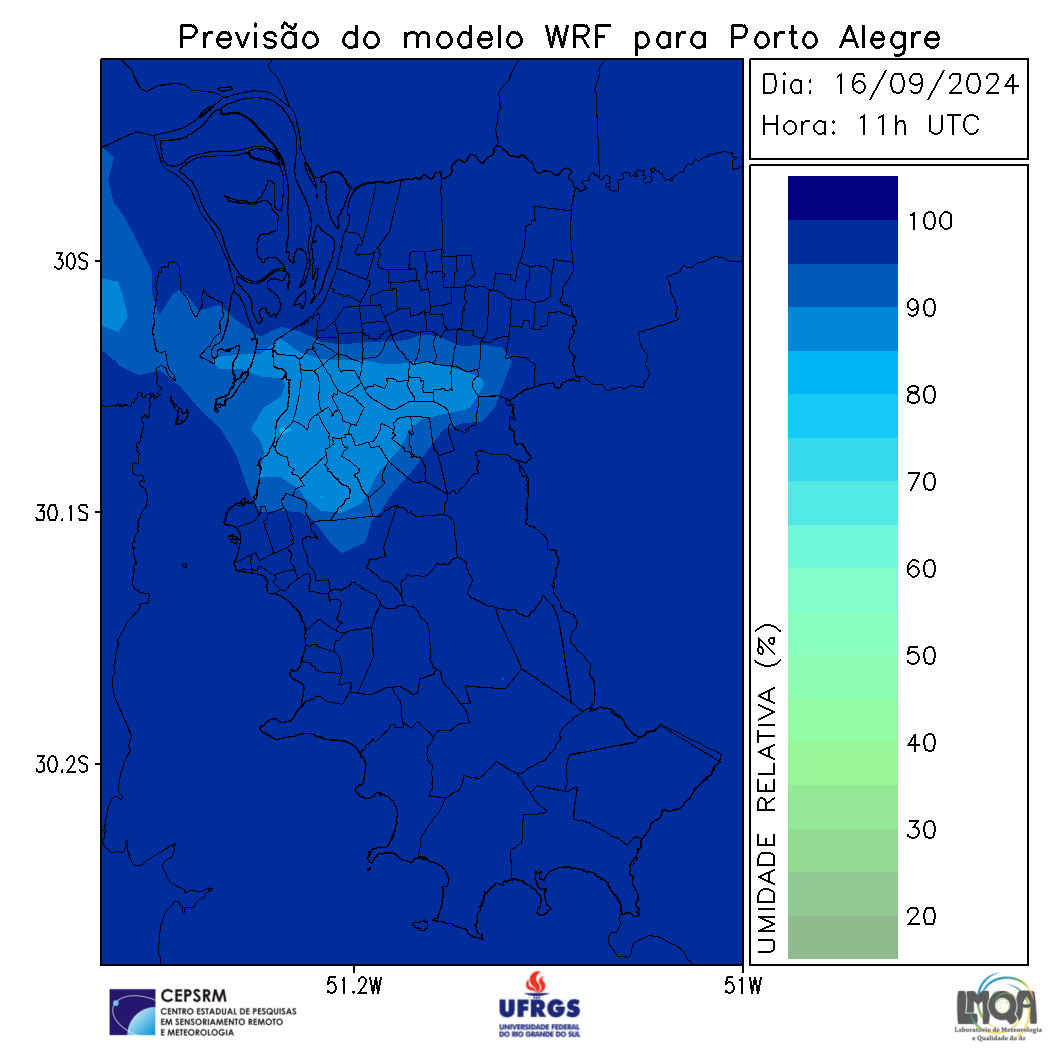 Previsão do modelo WRF para Porto Alegre
Dia: 16/09/2024
Hora: 11h UTC
100
90
80
70
60
50
40
30
20
UMIDADE RELATIVA (%)
30S
30.1S
30.2S
51.2W
51W
CEPSRM
CENTRO ESTADUAL DE PESQUISAS
EM SENSORIAMENTO REMOTO
E METEOROLOGIA
UFRGS
UNIVERSIDADE FEDERAL
DO RIO GRANDE DO SUL
LMQA
Laboratório de Meteorologia
e Qualidade do Ar